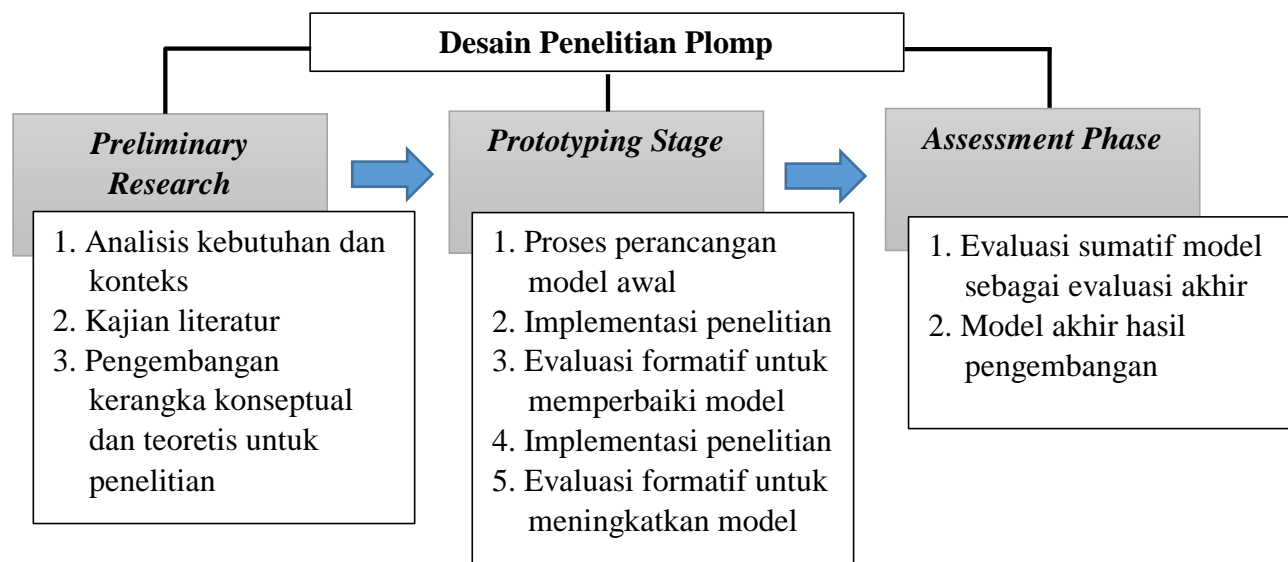 Desain Penelitian Plomp
Preliminary
Research
1. Analisis kebutuhan dan
konteks
2. Kajian literatur
3. Pengembangan
kerangka konseptual
dan teoretis untuk
penelitian
Prototyping Stage
1. Proses perancangan
model awal
2. Implementasi penelitian
3. Evaluasi formatif untuk
memperbaiki model
4. Implementasi penelitian
5. Evaluasi formatif untuk
meningkatkan model
Assessment Phase
1. Evaluasi sumatif model
sebagai evaluasi akhir
2. Model akhir hasil
pengembangan